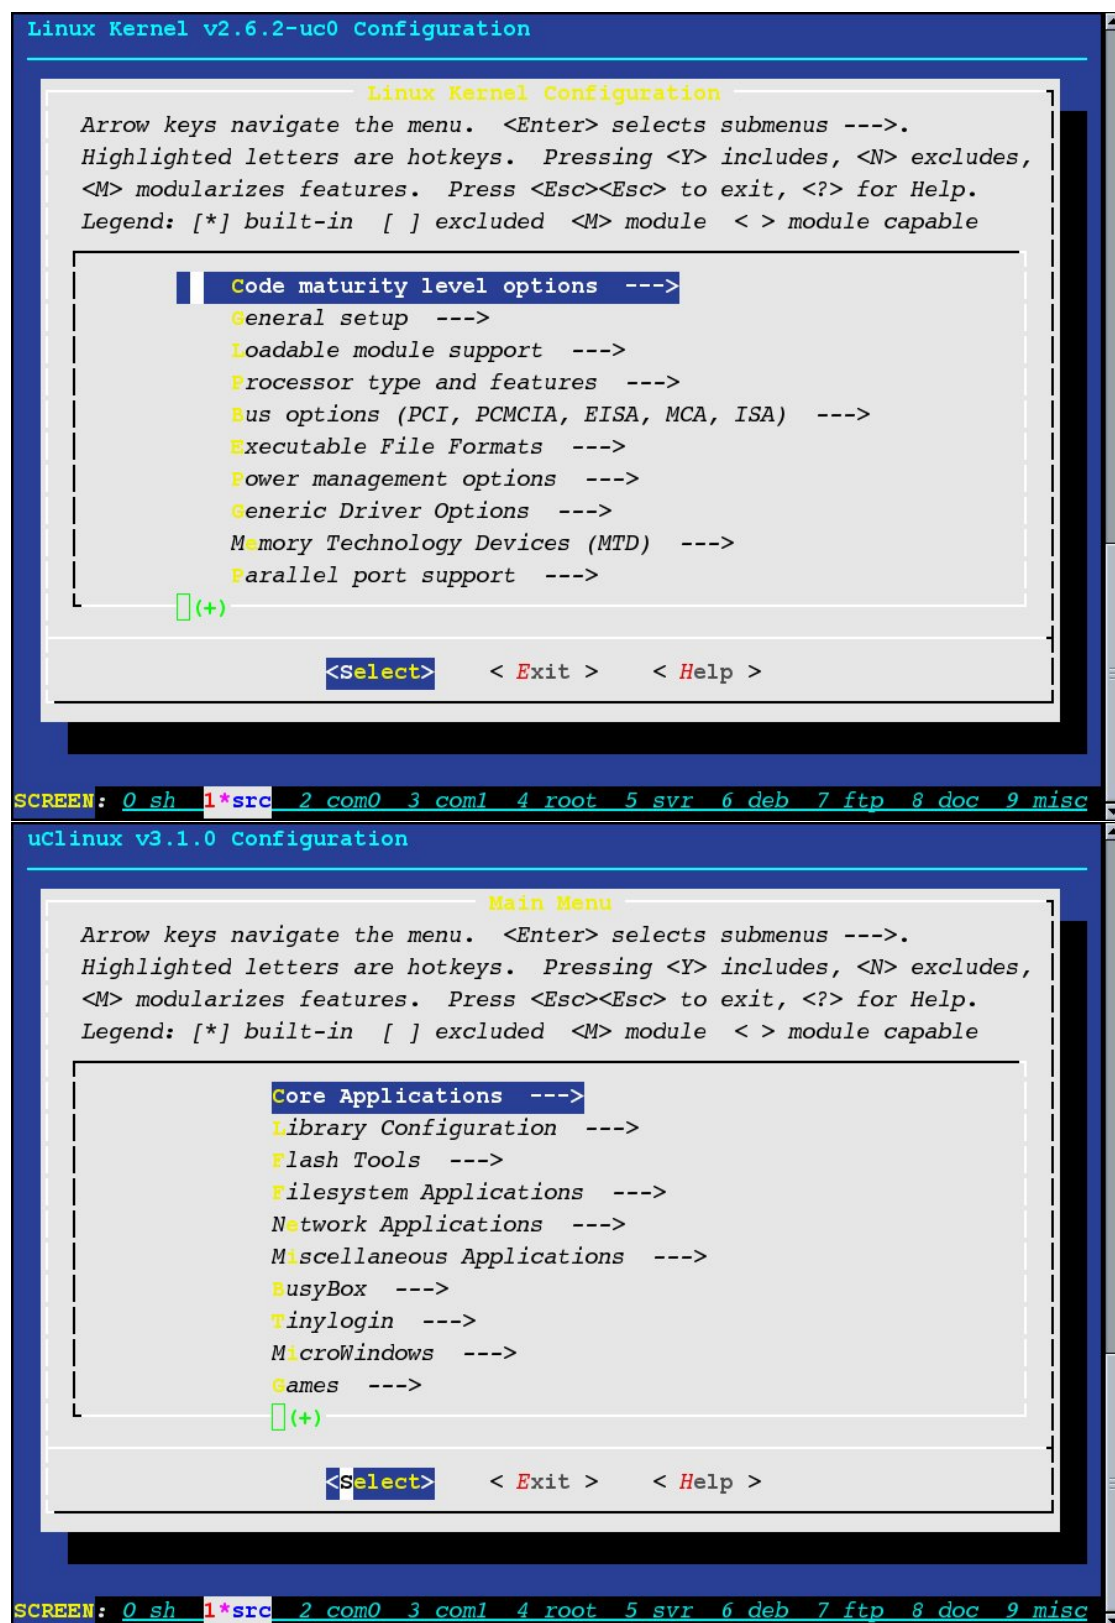 Linux Kernel v2.6.2-uc0 Configuration
Linux Kernel Configuration
Arrow keys navigate the menu.  <Enter> selects submenus --->.
Highlighted letters are hotkeys.  Pressing <Y> includes, <N> excludes,
<M> modularizes features.  Press <Esc><Esc> to exit, <?> for Help.
Legend: [*] built-in  [ ] excluded  <M> module  < > module capable
Code maturity level options  --->
General setup  --->
Loadable module support  --->
Processor type and features  --->
Bus options (PCI, PCMCIA, EISA, MCA, ISA)  --->
Executable File Formats  --->
Power management options  --->
Generic Driver Options  --->
Memory Technology Devices (MTD)  --->
Parallel port support  --->
(+)
<Select>    < Exit >    < Help >
SCREEN: 0 sh  1*src  2 com0  3 com1  4 root  5 svr  6 deb  7 ftp  8 doc  9 misc
uClinux v3.1.0 Configuration
Main Menu
Arrow keys navigate the menu.  <Enter> selects submenus --->.
Highlighted letters are hotkeys.  Pressing <Y> includes, <N> excludes,
<M> modularizes features.  Press <Esc><Esc> to exit, <?> for Help.
Legend: [*] built-in  [ ] excluded  <M> module  < > module capable
Core Applications  --->
Library Configuration  --->
Flash Tools  --->
Filesystem Applications  --->
Network Applications  --->
Miscellaneous Applications  --->
BusyBox  --->
Tinylogin  --->
MicroWindows  --->
Games  --->
(+)
<Select>    < Exit >    < Help >
SCREEN: 0 sh  1*src  2 com0  3 com1  4 root  5 svr  6 deb  7 ftp  8 doc  9 misc